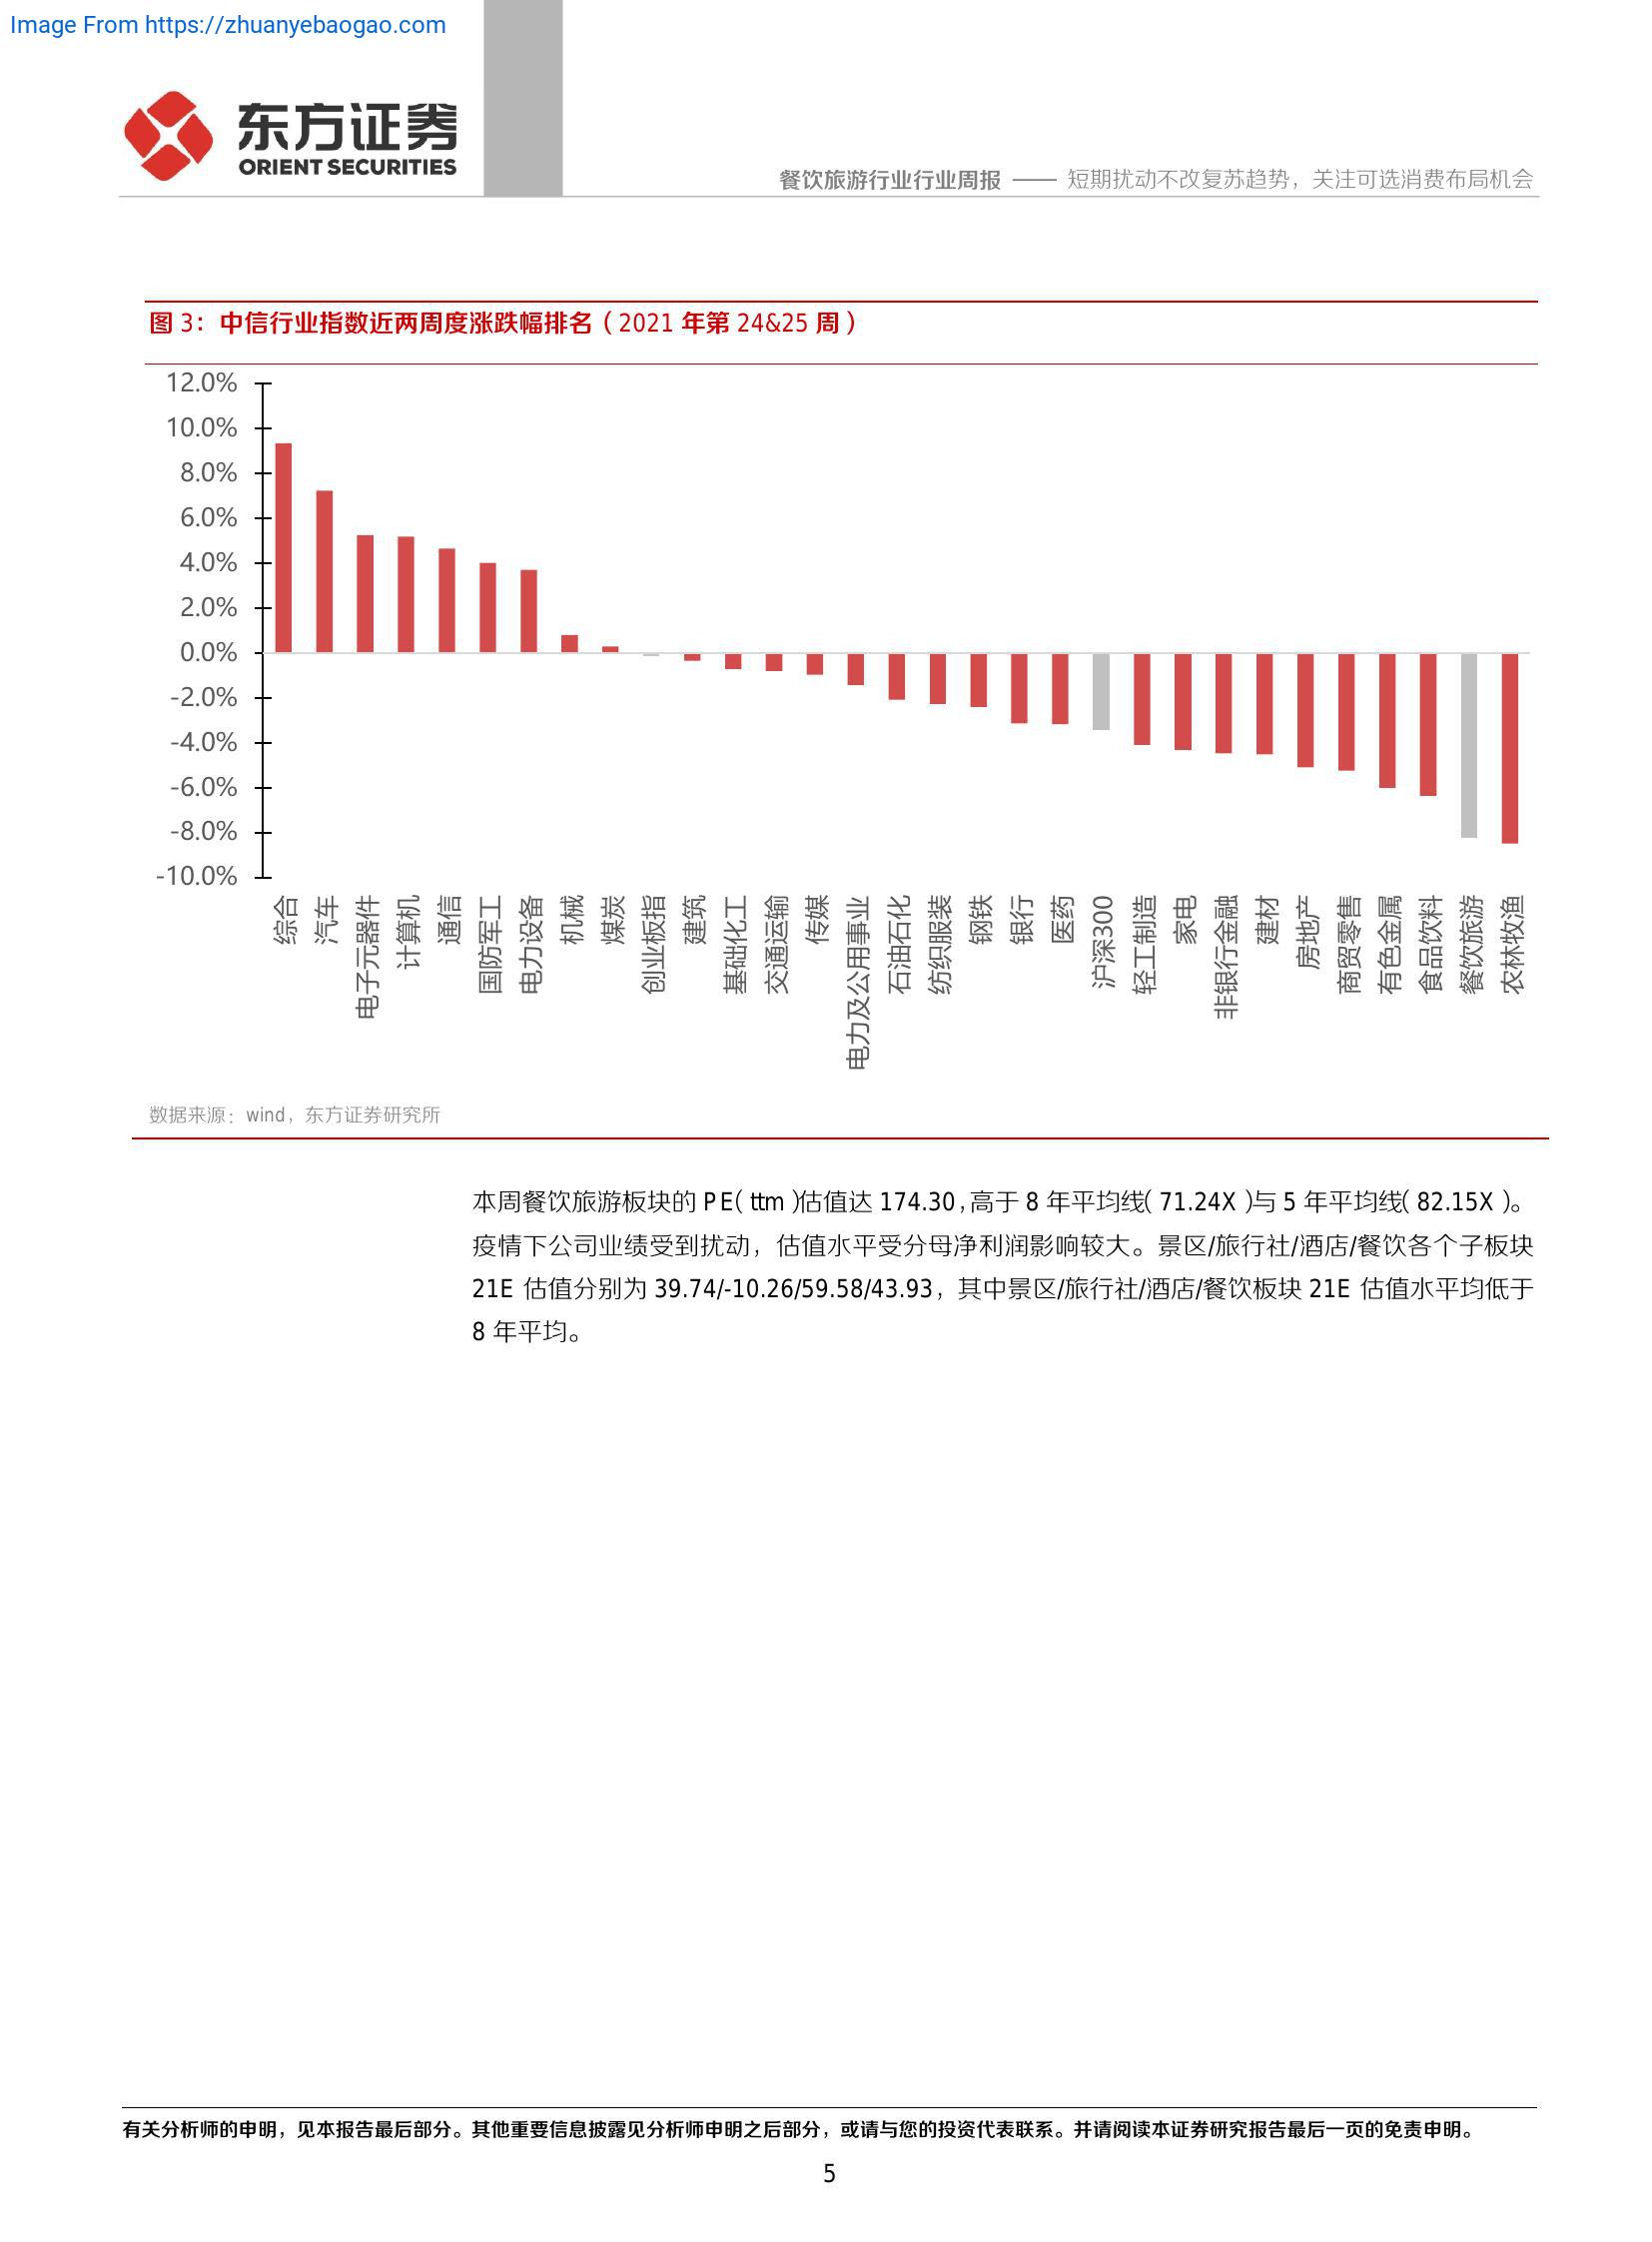 Image From https://zhuanyebaogao.com
东方证券
ORIENT SECURITIES
餐饮旅游行业行业周报 —— 短期扰动不改复苏趋势，关注可选消费布局机会
图 3：中信行业指数近两周度涨跌幅排名（2021 年第 24&25 周）
12.0%
10.0%
8.0%
6.0%
4.0%
2.0%
0.0%
-2.0%
-4.0%
-6.0%
-8.0%
-10.0%
综合
汽车
电子元器件
计算机
通信
国防军工
电力设备
机械
煤炭
创业板指
建筑
基础化工
交通运输
传媒
电力及公用事业
石油石化
纺织服装
钢铁
银行
医药
沪深300
轻工制造
家电
非银行金融
建材
房地产
商贸零售
有色金属
食品饮料
餐饮旅游
农林牧渔
数据来源：wind，东方证券研究所
本周餐饮旅游板块的 PE（ttm）估值达 174.30，高于 8 年平均线（71.24X）与 5 年平均线（82.15X）。
疫情下公司业绩受到扰动，估值水平受分母净利润影响较大。景区/旅行社/酒店/餐饮各个子板块
21E 估值分别为 39.74/-10.26/59.58/43.93，其中景区/旅行社/酒店/餐饮板块 21E 估值水平均低于
8 年平均。
有关分析师的申明，见本报告最后部分。其他重要信息披露见分析师申明之后部分，或请与您的投资代表联系。并请阅读本证券研究报告最后一页的免责申明。
5